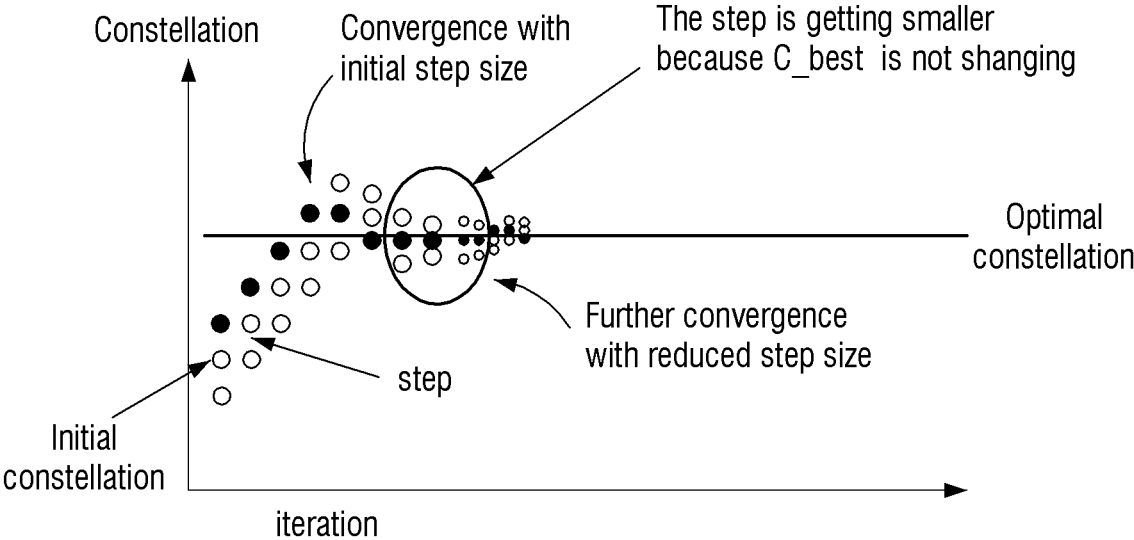 Constellation
Convergence with
initial step size
The step is getting smaller
because C_best is not shanging
Optimal
constellation
Further convergence
with reduced step size
step
Initial
constellation
iteration